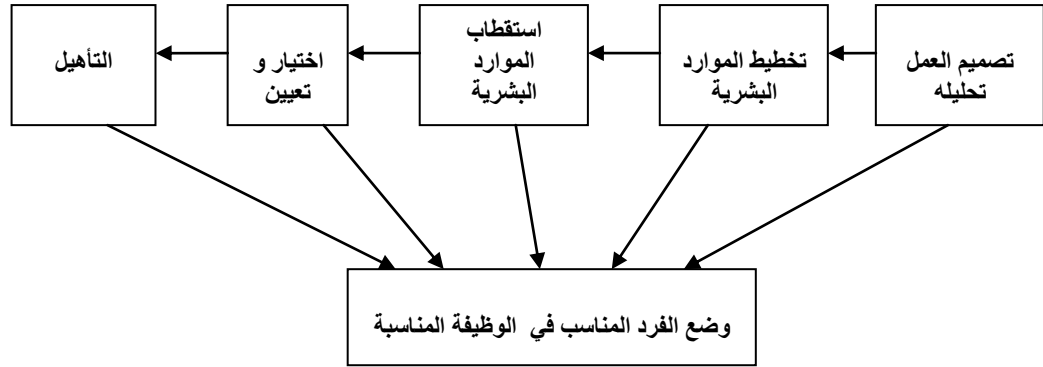 تصميم العمل
تحليله
تخطيط الموارد
البشرية
استقطاب
الموارد
البشرية
اختيار و
تعيين
التأهيل
وضع الفرد المناسب في الوظيفة المناسبة